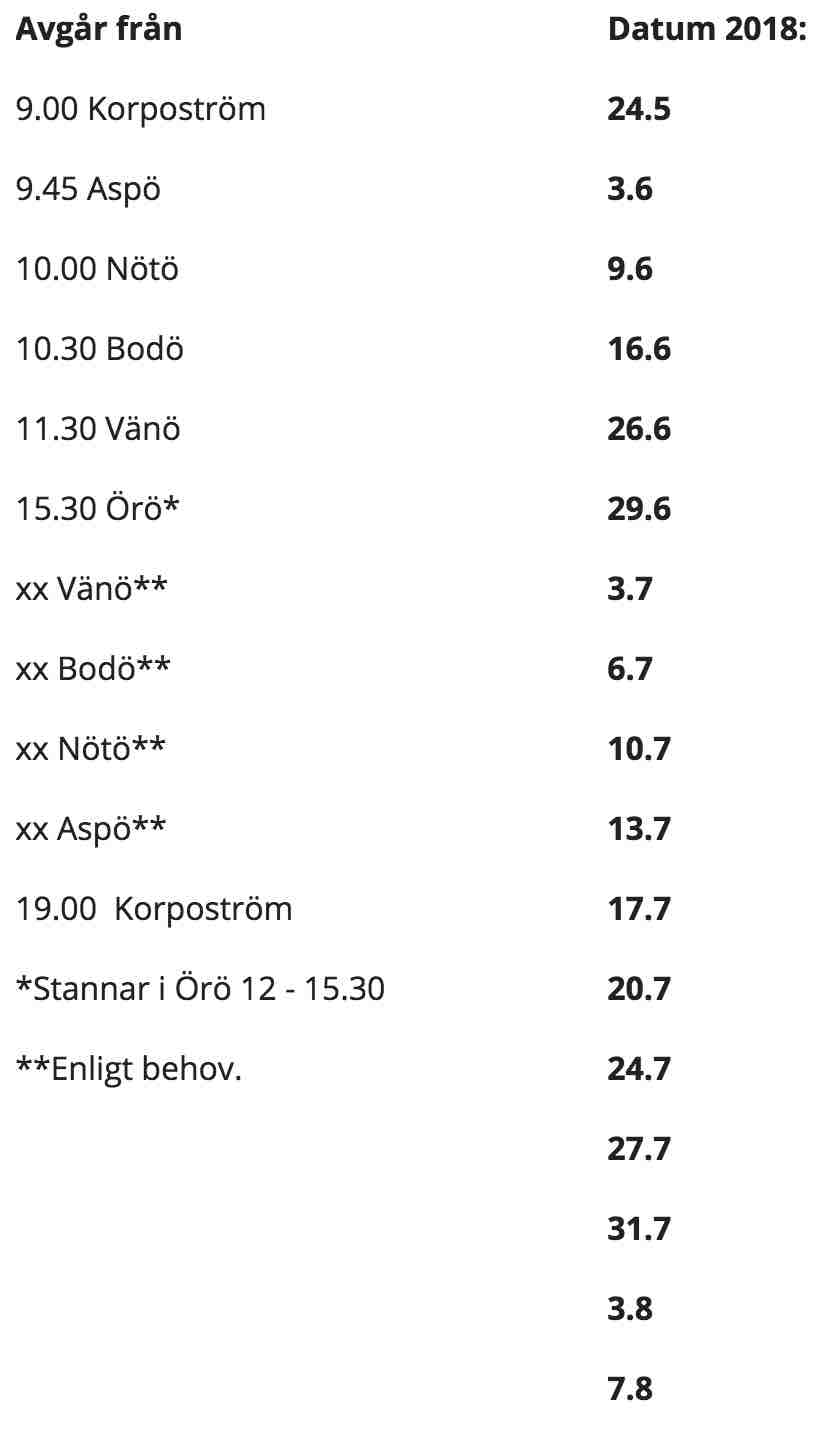 Avgår från Datum 2018:
9.00 Korpoström 24.5
9.45 Aspö 3.6
10.00 Nötö 9.6
10.30 Bodö 16.6
11.30 Vänö 26.6
15.30 Örö* 29.6
xx Vänö** 3.7
xx Bodö** 6.7
xx Nötö** 10.7
xx Aspö** 13.7
19.00  Korpoström 17.7
*Stannar i Örö 12 - 15.30 20.7
**Enligt behov. 24.7
27.7
31.7
3.8
7.8